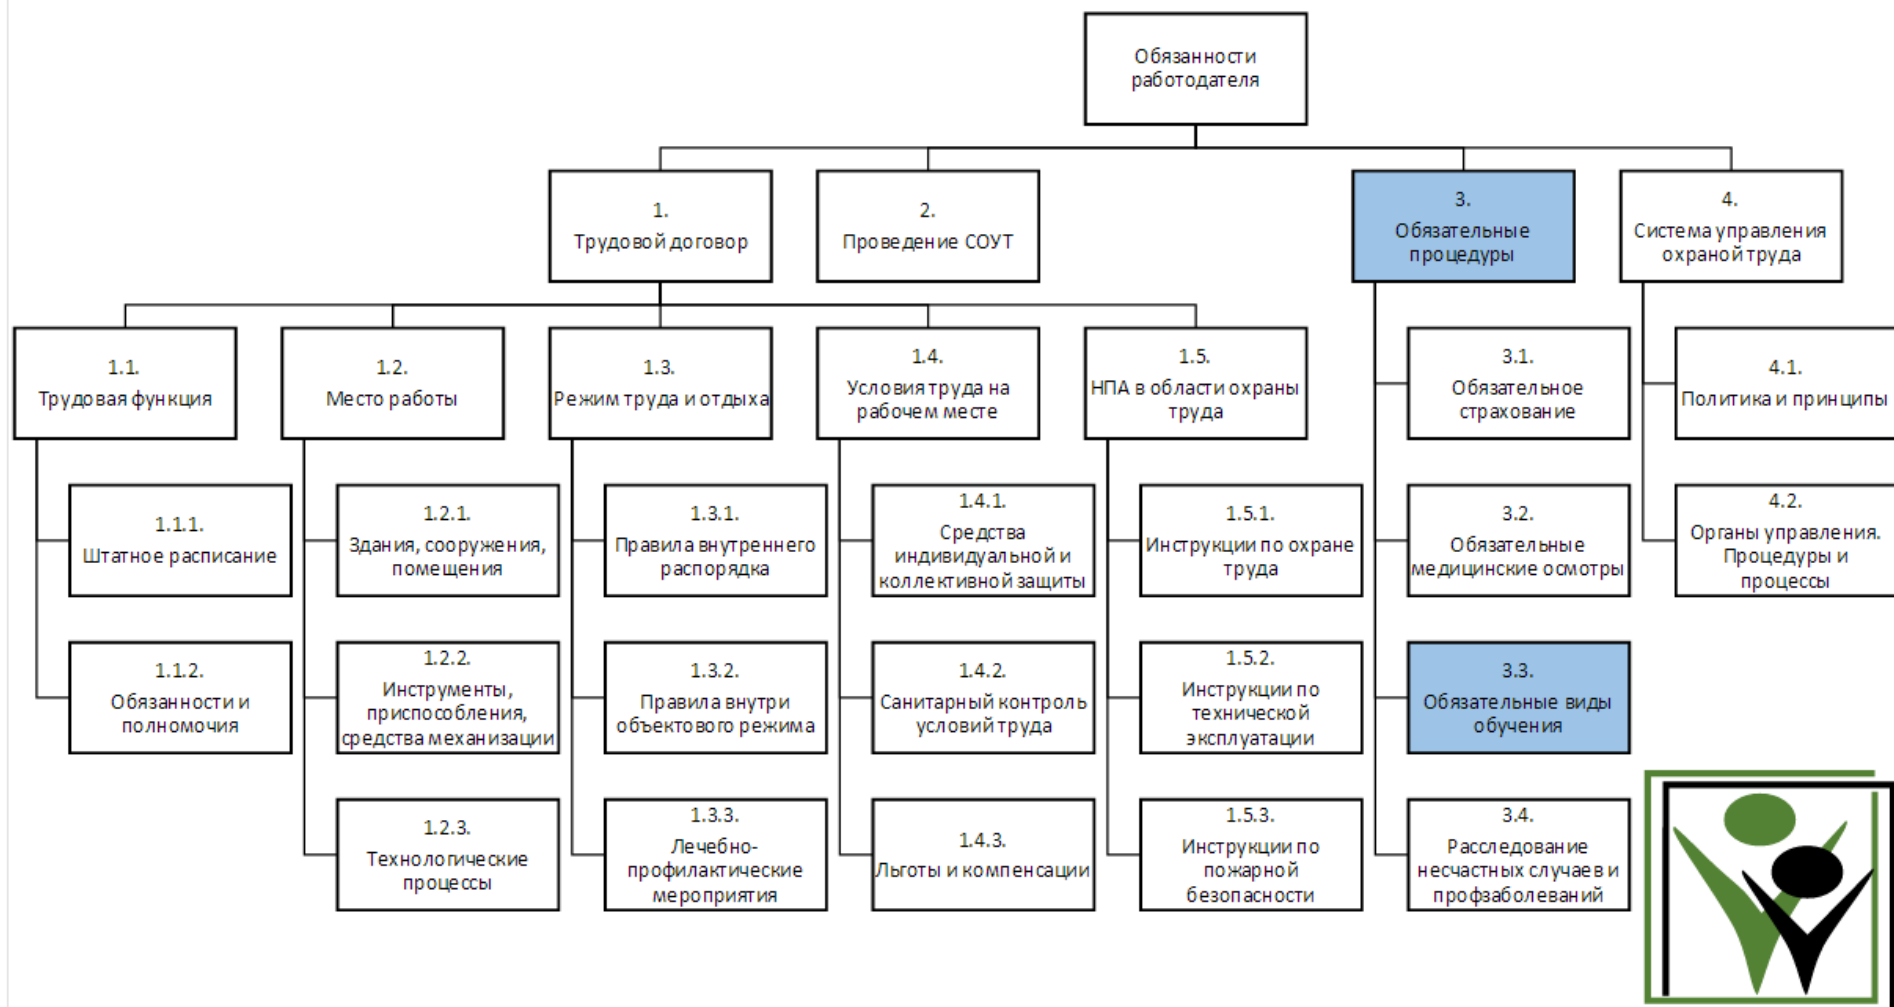 Обязанности
работодателя
1.
Трудовой договор
2.
Проведение СОУТ
3.
Обязательные
процедуры
4.
Система управления
охраной труда
1.1.
Трудовая функция
1.2.
Место работы
1.3.
Режим труда и отдыха
1.4.
Условия труда на
рабочем месте
1.5.
НПА в области охраны
труда
3.1.
Обязательное
страхование
4.1.
Политика и принципы
1.1.1.
Штатное расписание
1.2.1.
Здания, сооружения,
помещения
1.3.1.
Правила внутреннего
распорядка
1.4.1.
Средства
индивидуальной и
коллективной защиты
1.5.1.
Инструкции по охране
труда
3.2.
Обязательные
медицинские осмотры
4.2.
Органы управления.
Процедуры и
процессы
1.1.2.
Обязанности и
полномочия
1.2.2.
Инструменты,
приспособления,
средства механизации
1.3.2.
Правила внутри
объектового режима
1.4.2.
Санитарный контроль
условий труда
1.5.2.
Инструкции по
технической
эксплуатации
3.3.
Обязательные виды
обучения
1.2.3.
Технологические
процессы
1.3.3.
Лечебно-
профилактические
мероприятия
1.4.3.
Льготы и компенсации
1.5.3.
Инструкции по
пожарной
безопасности
3.4.
Расследование
несчастных случаев и
профзаболеваний